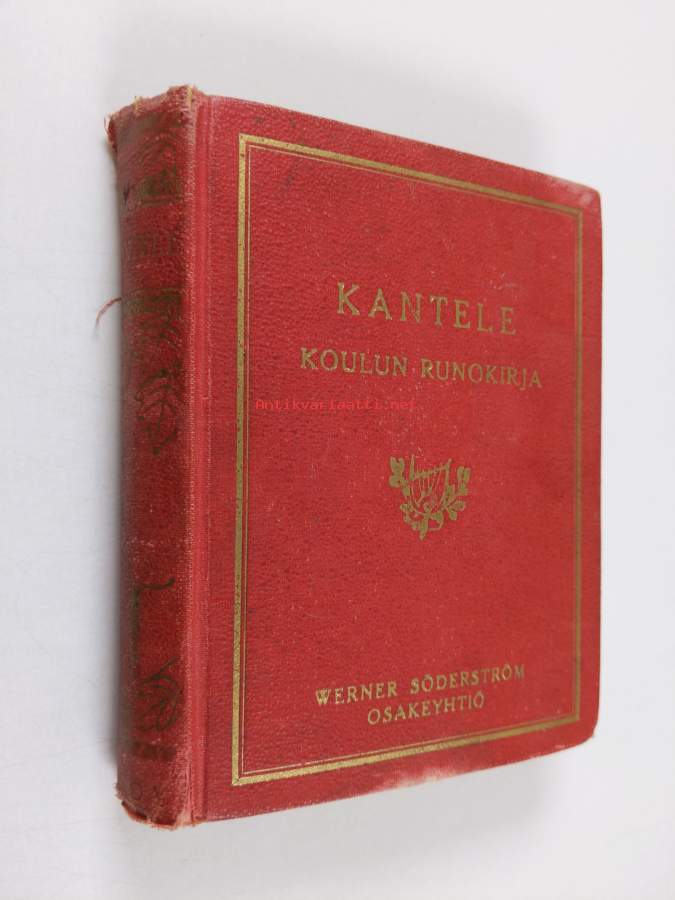 KANTELE
KOULUN RUNOKIRJA
Antikvariaatti.net
WERNER SÖDERSTRÖM
OSAKEYHTIÖ